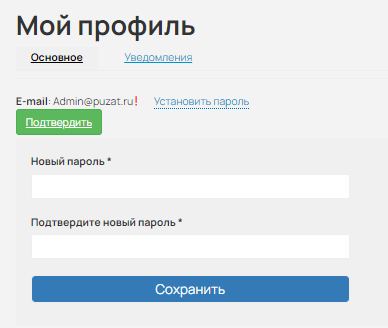 Мой профиль
Основное Уведомления
E-mail: Admin@puzat.ru! Установить пароль
Подтвердить
Новый пароль *
Подтвердите новый пароль *
Сохранить